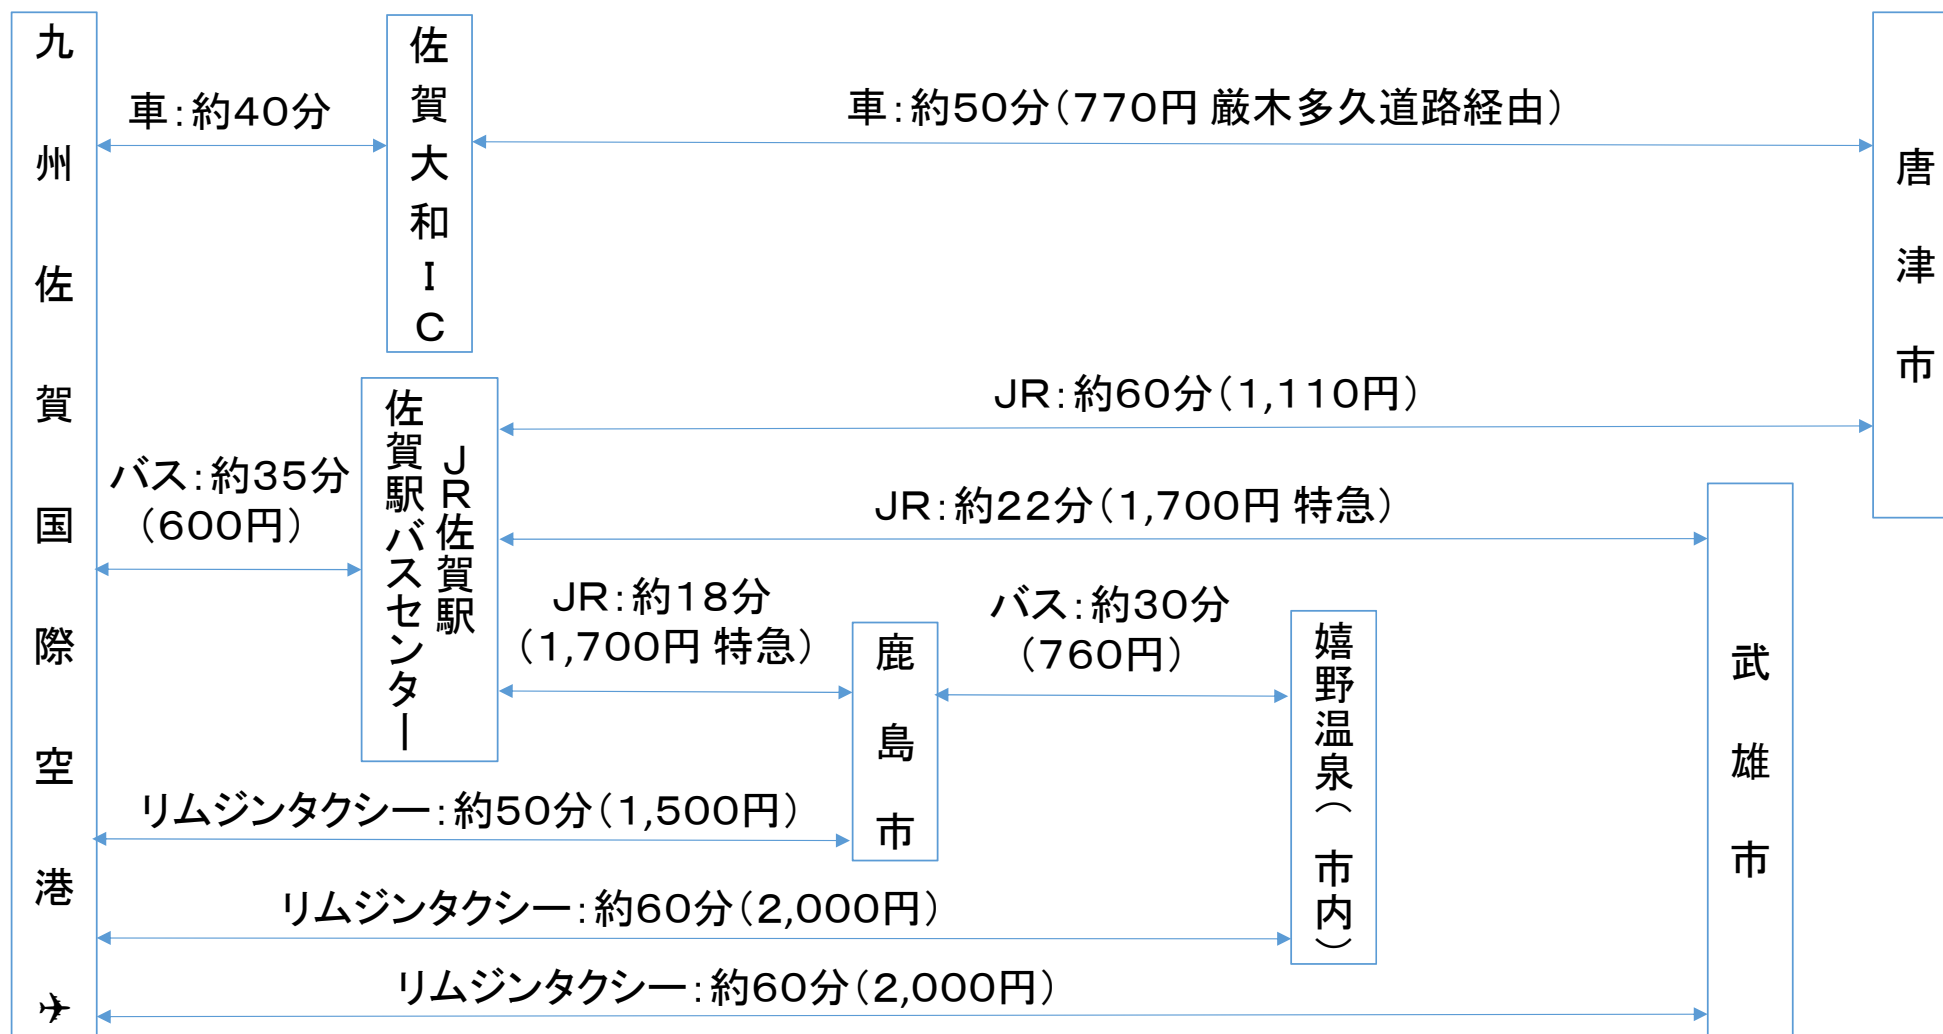 九州佐賀国際空港✈
車：約40分
佐賀大和IC
車：約50分（770円 厳木多久道路経由）
唐津市
JR：約60分（1,110円）
バス：約35分
（600円）
JR佐賀駅
佐賀駅バスセンター
JR：約22分（1,700円 特急）
JR：約18分
（1,700円 特急）
鹿島市
バス：約30分
（760円）
嬉野温泉（市内）
武雄市
リムジンタクシー：約50分（1,500円）
リムジンタクシー：約60分（2,000円）
リムジンタクシー：約60分（2,000円）